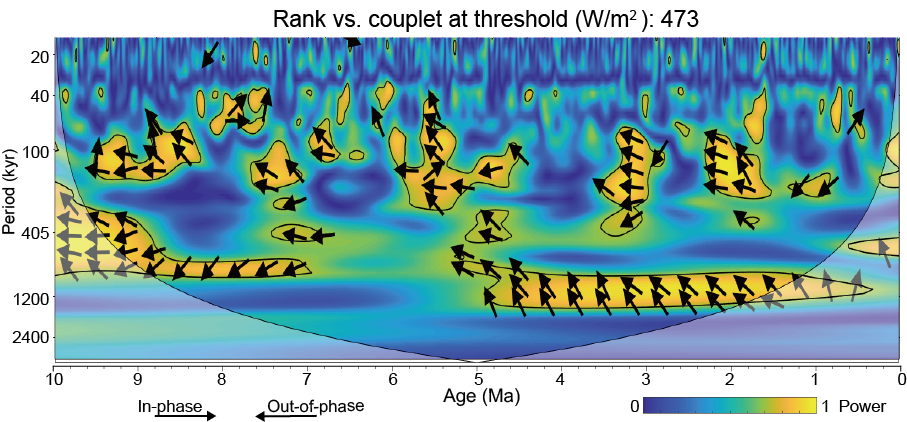 Rank vs. couplet at threshold (W/m²): 473
Period (kyr)
20
40
100
405
1200
2400
10 9 8 7 6 5 4 3 2 1 0
Age (Ma)
In-phase Out-of-phase
0 1 Power